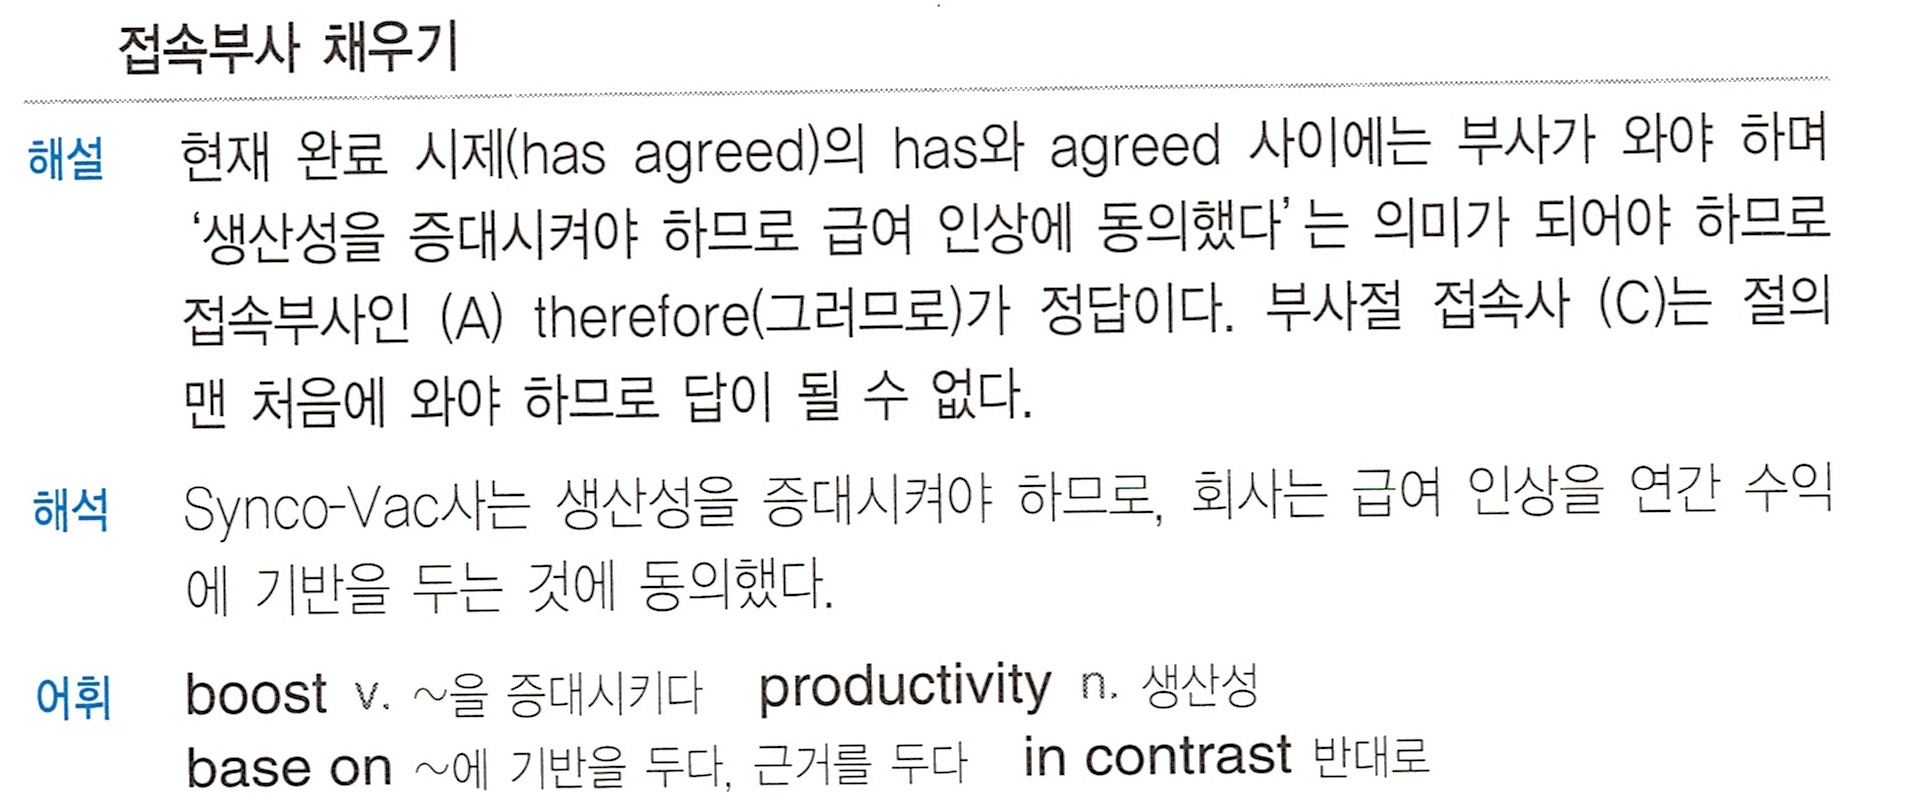 접속부사 채우기
해설 현재 완료 시제(has agreed)의 has와 agreed 사이에는 부사가 와야 하며
‘생산성을 증대시켜야 하므로 급여 인상에 동의했다’는 의미가 되어야 하므로
접속부사인 (A) therefore(그러므로)가 정답이다. 부사절 접속사 (C)는 절의
맨 처음에 와야 하므로 답이 될 수 없다.
해석 Synco-Vac사는 생산성을 증대시켜야 하므로, 회사는 급여 인상을 연간 수익
에 기반을 두는 것에 동의했다.
어휘 boost v. ~을 증대시키다 productivity n. 생산성
base on ~에 기반을 두다, 근거를 두다 in contrast 반대로